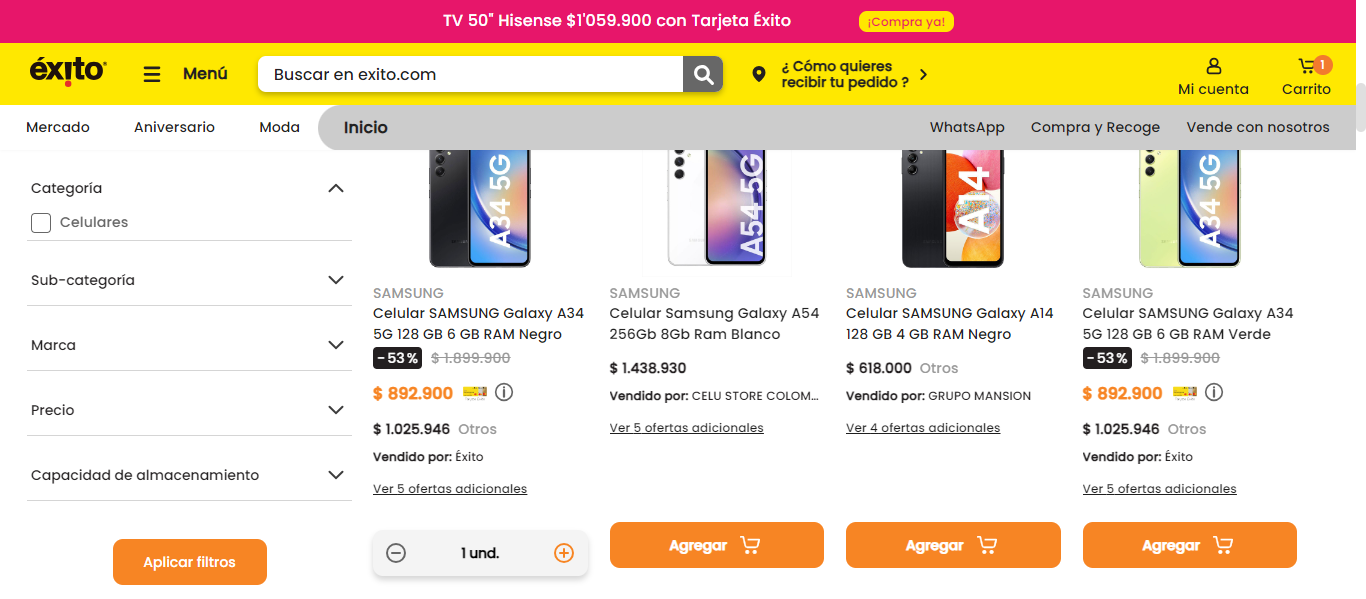 TV 50" Hisense $1'059.900 con Tarjeta Éxito
¡Compra ya!
éxito
Menú
Buscar en exito.com
¿ Cómo quieres
recibir tu pedido ?
Mi cuenta
1
Carrito
Mercado
Aniversario
Moda
Inicio
WhatsApp
Compra y Recoge
Vende con nosotros
Categoría
Celulares
Sub-categoría
Marca
Precio
Capacidad de almacenamiento
Aplicar filtros
A34 5G
SAMSUNG
Celular SAMSUNG Galaxy A34
5G 128 GB 6 GB RAM Negro
-53% $ 1.899.900
$ 892.900
$ 1.025.946 Otros
Vendido por: Éxito
Ver 5 ofertas adicionales
1 und.
A54 5G
SAMSUNG
Celular Samsung Galaxy A54
256Gb 8Gb Ram Blanco
$ 1.438.930
Vendido por: CELU STORE COLOM...
Ver 5 ofertas adicionales
Agregar
A14
SAMSUNG
Celular SAMSUNG Galaxy A14
128 GB 4 GB RAM Negro
$ 618.000 Otros
Vendido por: GRUPO MANSION
Ver 4 ofertas adicionales
Agregar
A34 5G
SAMSUNG
Celular SAMSUNG Galaxy A34
5G 128 GB 6 GB RAM Verde
-53% $ 1.899.900
$ 892.900
$ 1.025.946 Otros
Vendido por: Éxito
Ver 5 ofertas adicionales
Agregar